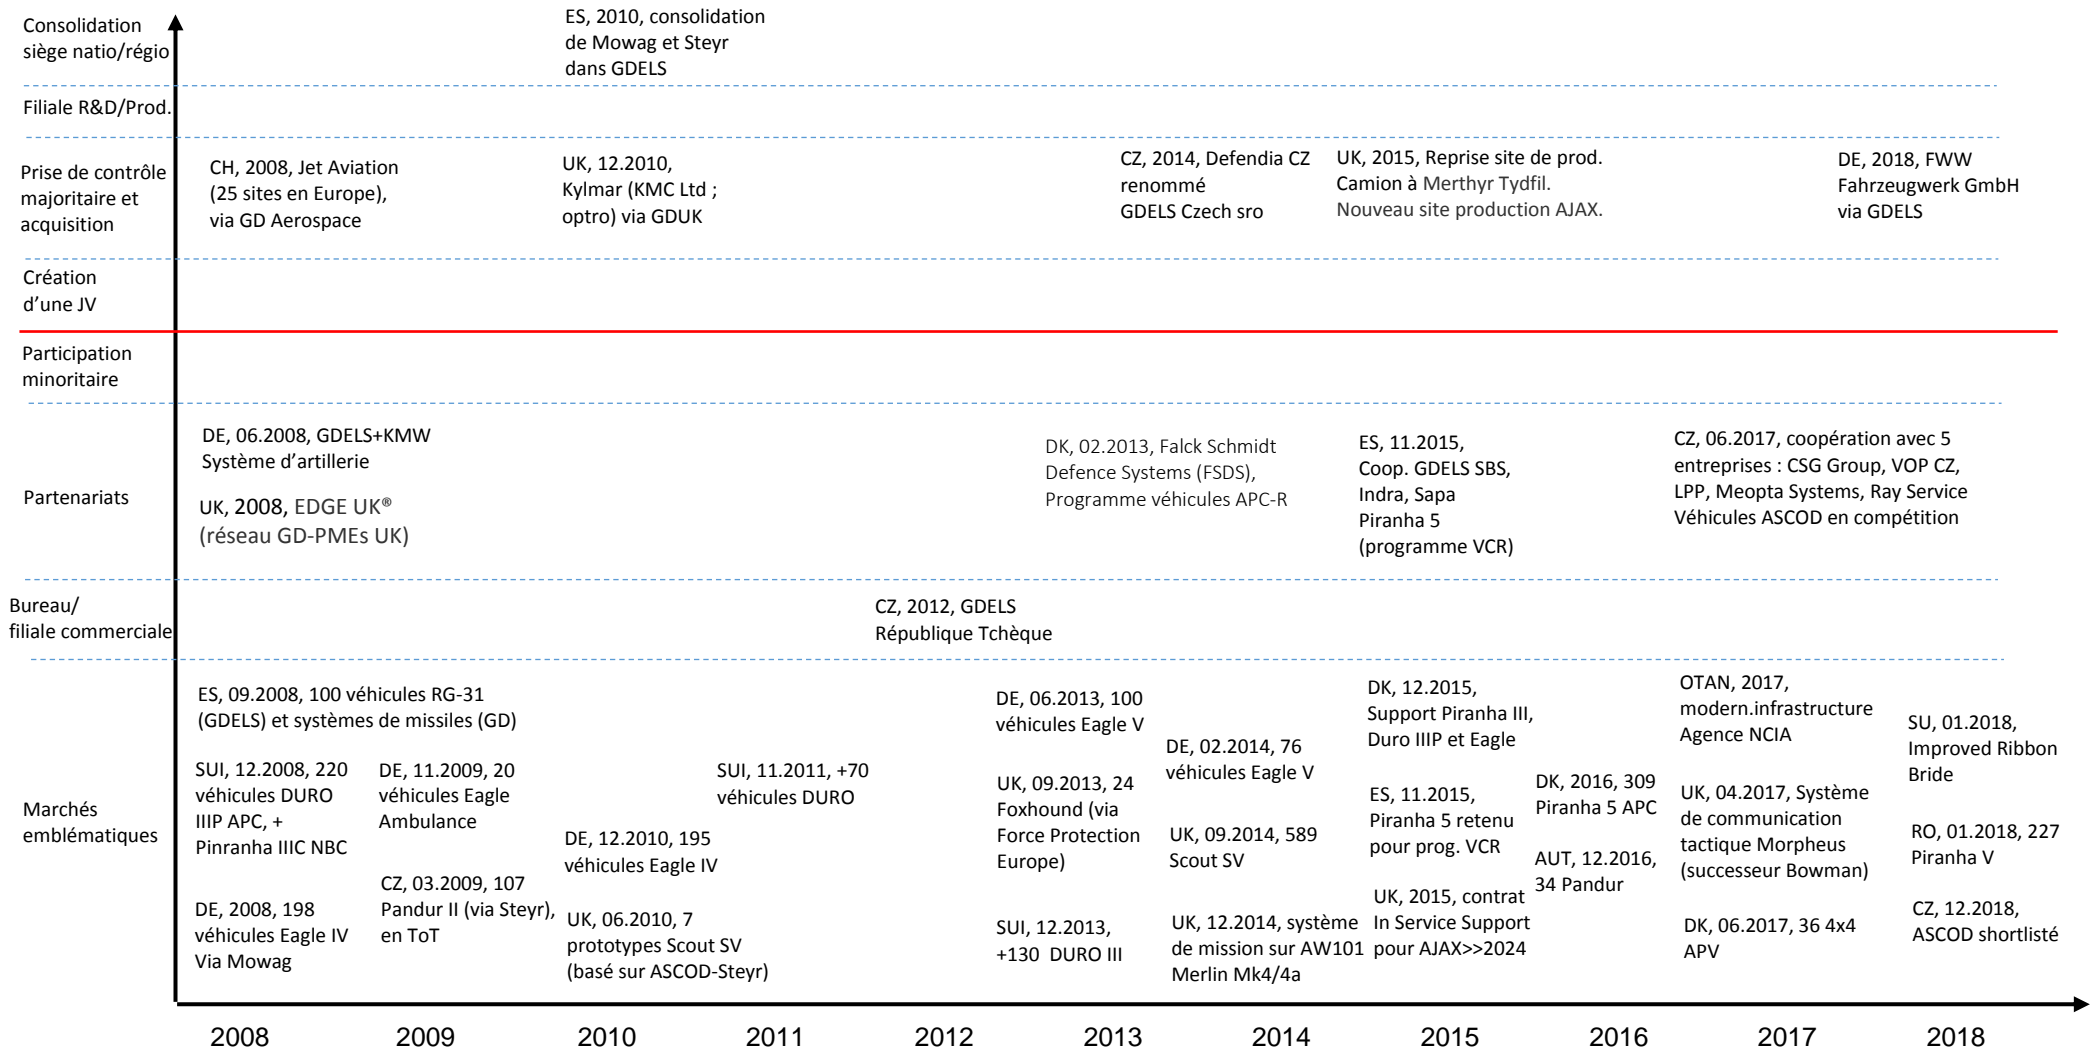 Consolidation
siège natio/régio
ES, 2010, consolidation
de Mowag et Steyr
dans GDELS
Filiale R&D/Prod.
Prise de contrôle
majoritaire et
acquisition
CH, 2008, Jet Aviation
(25 sites en Europe),
via GD Aerospace
UK, 12.2010,
Kylmar (KMC Ltd ;
optro) via GDUK
CZ, 2014, Defendia CZ
renommé
GDELS Czech sro
UK, 2015, Reprise site de prod.
Camion à Merthyr Tydfil.
Nouveau site production AJAX.
DE, 2018, FWW
Fahrzeugwerk GmbH
via GDELS
Création
d’une JV
Participation
minoritaire
Partenariats
DE, 06.2008, GDELS+KMW
Système d’artillerie
UK, 2008, EDGE UK®
(réseau GD-PMEs UK)
DK, 02.2013, Falck Schmidt
Defence Systems (FSDS),
Programme véhicules APC-R
ES, 11.2015,
Coop. GDELS SBS,
Indra, Sapa
Piranha 5
(programme VCR)
CZ, 06.2017, coopération avec 5
entreprises : CSG Group, VOP CZ,
LPP, Meopta Systems, Ray Service
Véhicules ASCOD en compétition
Bureau/
filiale commerciale
CZ, 2012, GDELS
République Tchèque
Marchés
emblématiques
ES, 09.2008, 100 véhicules RG-31
(GDELS) et systèmes de missiles (GD)
SUI, 12.2008, 220
véhicules DURO
IIIP APC, +
Pinranha IIIC NBC
DE, 2008, 198
véhicules Eagle IV
Via Mowag
DE, 11.2009, 20
véhicules Eagle
Ambulance
CZ, 03.2009, 107
Pandur II (via Steyr),
en ToT
DE, 12.2010, 195
véhicules Eagle IV
UK, 06.2010, 7
prototypes Scout SV
(basé sur ASCOD-Steyr)
SUI, 11.2011, +70
véhicules DURO
DE, 06.2013, 100
véhicules Eagle V
UK, 09.2013, 24
Foxhound (via
Force Protection
Europe)
SUI, 12.2013,
+130 DURO III
DE, 02.2014, 76
véhicules Eagle V
UK, 09.2014, 589
Scout SV
UK, 12.2014, système
de mission sur AW101
Merlin Mk4/4a
DK, 12.2015,
Support Piranha III,
Duro IIIP et Eagle
ES, 11.2015,
Piranha 5 retenu
pour prog. VCR
UK, 2015, contrat
In Service Support
pour AJAX>>2024
DK, 2016, 309
Piranha 5 APC
AUT, 12.2016,
34 Pandur
OTAN, 2017,
modern.infrastructure
Agence NCIA
UK, 04.2017, Système
de communication
tactique Morpheus
(successeur Bowman)
DK, 06.2017, 36 4x4
APV
SU, 01.2018,
Improved Ribbon
Bride
RO, 01.2018, 227
Piranha V
CZ, 12.2018,
ASCOD shortlisté
2008 2009 2010 2011 2012 2013 2014 2015 2016 2017 2018